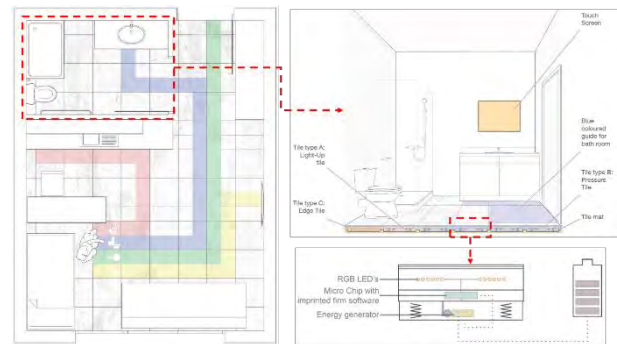 Touch
Screen
Blue
coloured
guide for
bath room
Tile type A:
Light-Up
Tile
Tile type B:
Pressure
Tile
Tile type C:
Edge Tile
Tile mat
RGB LED's
Micro Chip with
imprinted firm software
Energy generator